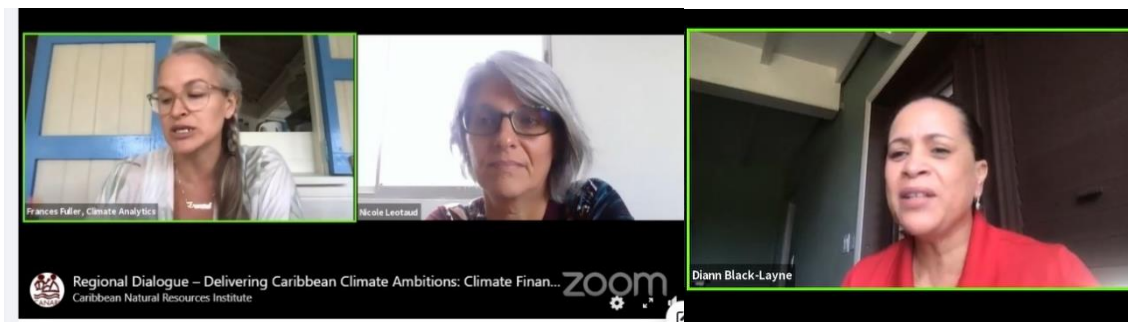 Frances Fuller, Climate Analytics
Nicole Leotaud
Diann Black-Layne
Regional Dialogue – Delivering Caribbean Climate Ambitions: Climate Finan...
Caribbean Natural Resources Institute
zoom